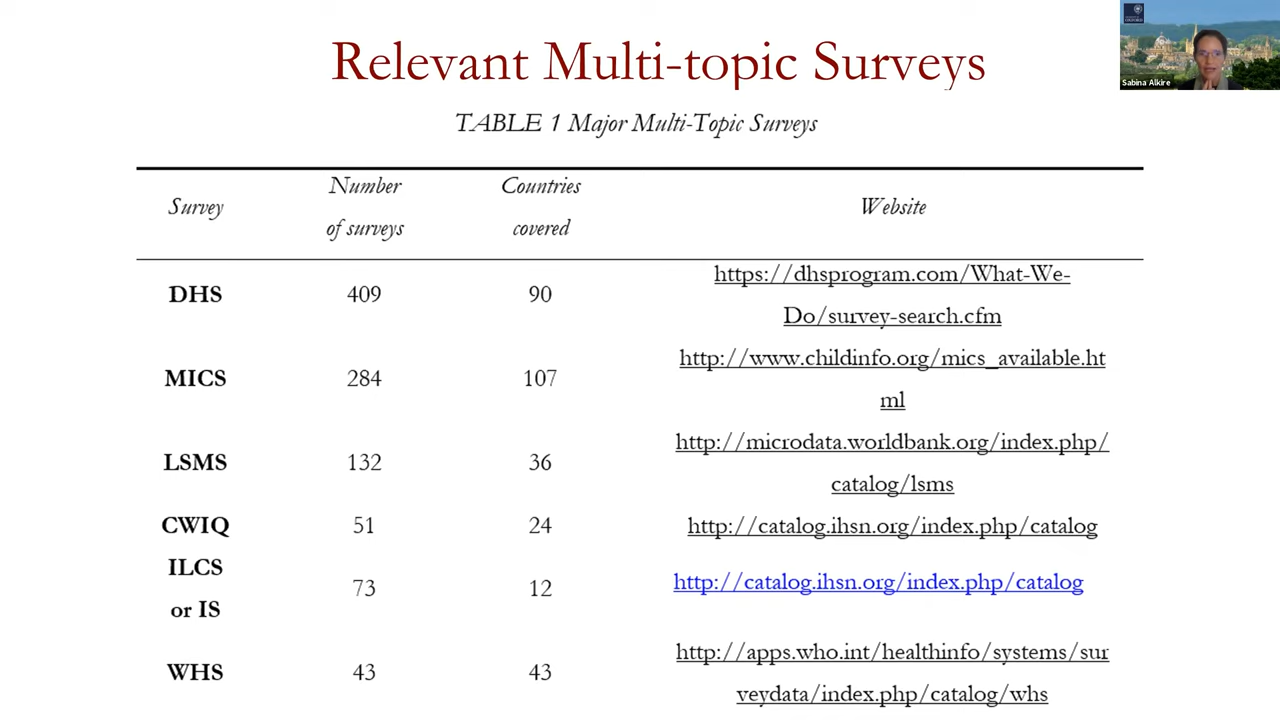 Relevant Multi-topic Surveys
Sabina Alkire
TABLE 1 Major Multi-Topic Surveys
Survey
Number
of surveys
Countries
covered
Website
DHS
409
90
https://dhsprogram.com/What-We-
Do/survey-search.cfm
MICS
284
107
http://www.childinfo.org/mics_available.ht
ml
LSMS
132
36
http://microdata.worldbank.org/index.php/
catalog/lsms
CWIQ
51
24
http://catalog.ihsn.org/index.php/catalog
ILCS
or IS
73
12
http://catalog.ihsn.org/index.php/catalog
WHS
43
43
http://apps.who.int/healthinfo/systems/sur
veydata/index.php/catalog/whs